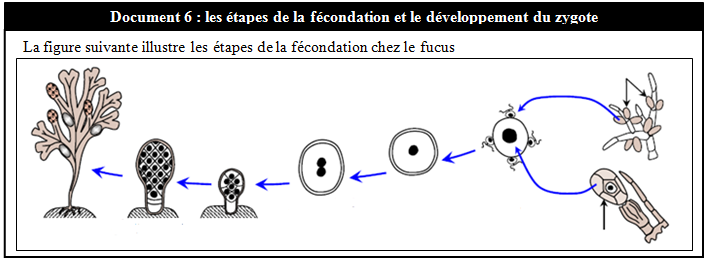 Document 6 : les étapes de la fécondation et le développement du zygote
La figure suivante illustre les étapes de la fécondation chez le fucus